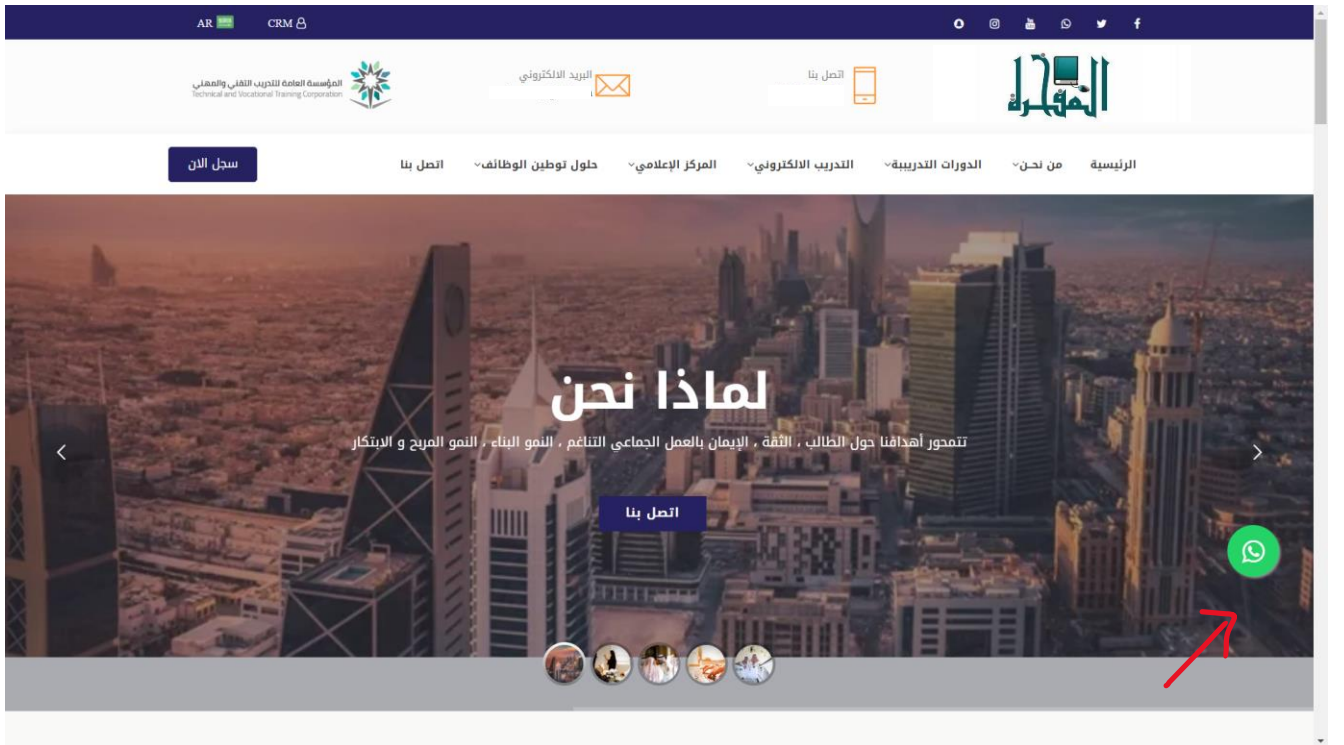 CRM
AR
المفكرة
اتصل بنا
البريد الالكتروني
المؤسسة العامة للتدريب التقني والمهني
Technical and Vocational Training Corporation
الرئيسية
من نحـن
الدورات التدريبية
التدريب الالكتروني
المركز الإعلامي
حلول توطين الوظائف
اتصل بنا
سجل الان
لماذا نحن
تتمحور أهدافنا حول الطالب ، الثقة ، الإيمان بالعمل الجماعي التناغم ، النمو البناء ، النمو المربح و الابتكار
اتصل بنا